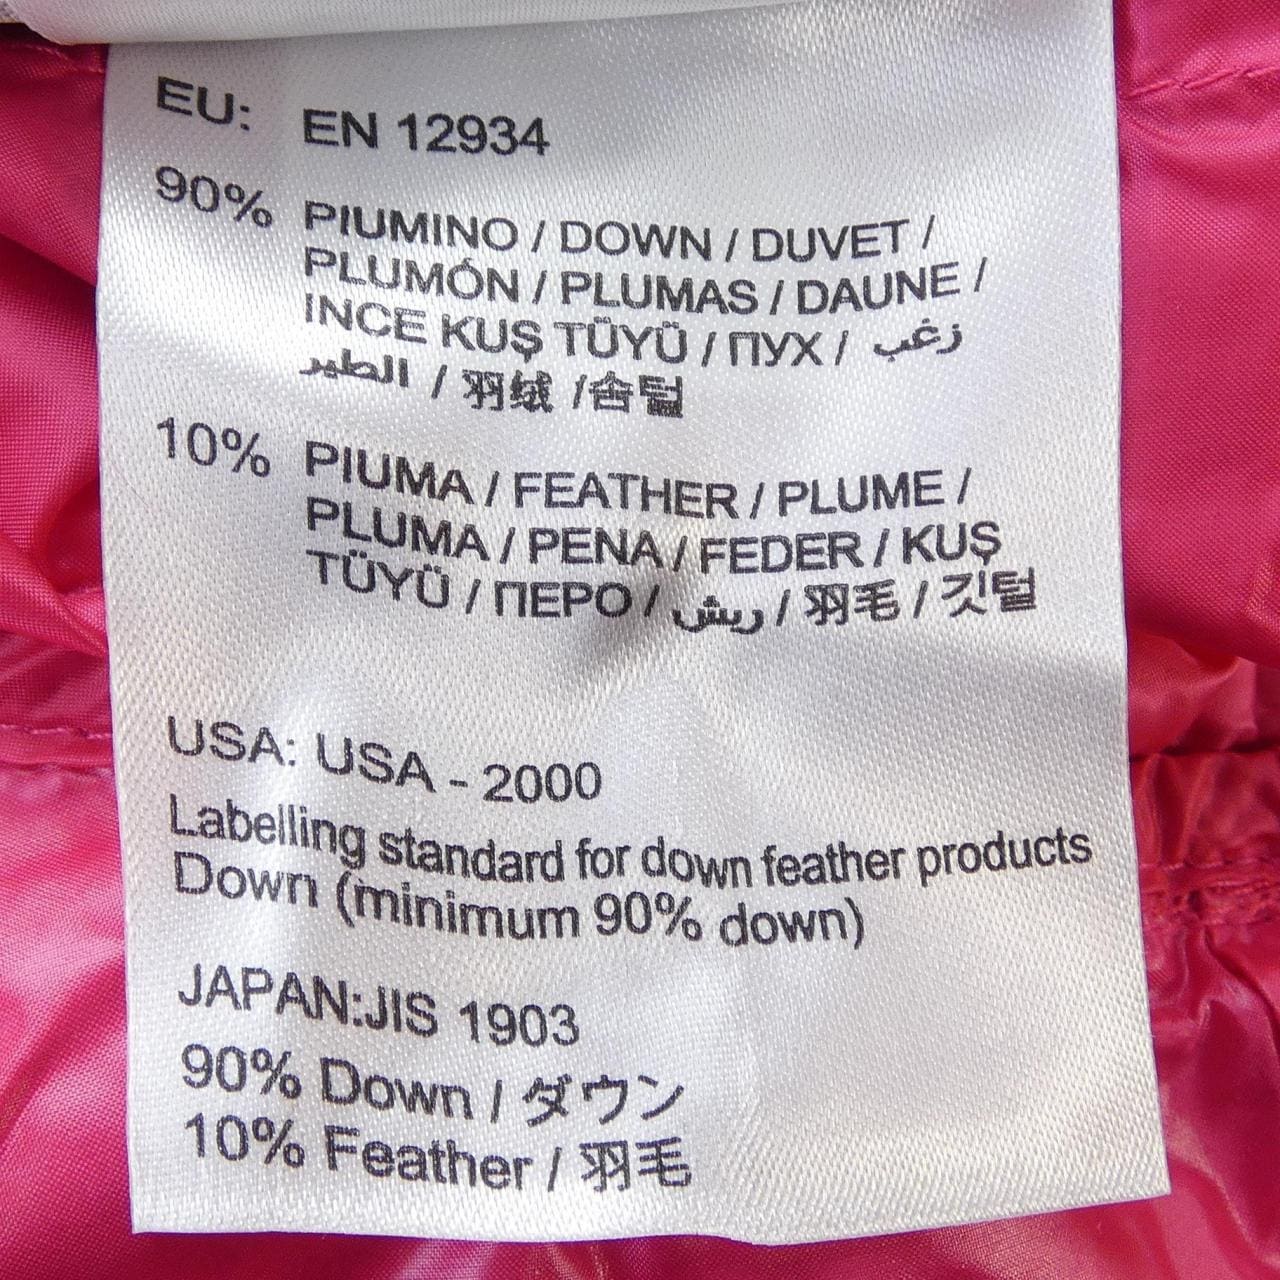 EU: EN 12934
90% PIUMINO / DOWN / DUVET /
PLUMÓN / PLUMAS / DAUNE /
INCE KUŞ TÜYÜ / ПУХ / زغب
الطير / 羽绒 / 솜털
10% PIUMA / FEATHER / PLUME /
PLUMA / PENA / FEDER / KUŞ
TÜYÜ / ПЕРО / ريش / 羽毛 / 깃털
USA: USA - 2000
Labelling standard for down feather products
Down (minimum 90% down)
JAPAN:JIS 1903
90% Down / ダウン
10% Feather / 羽毛